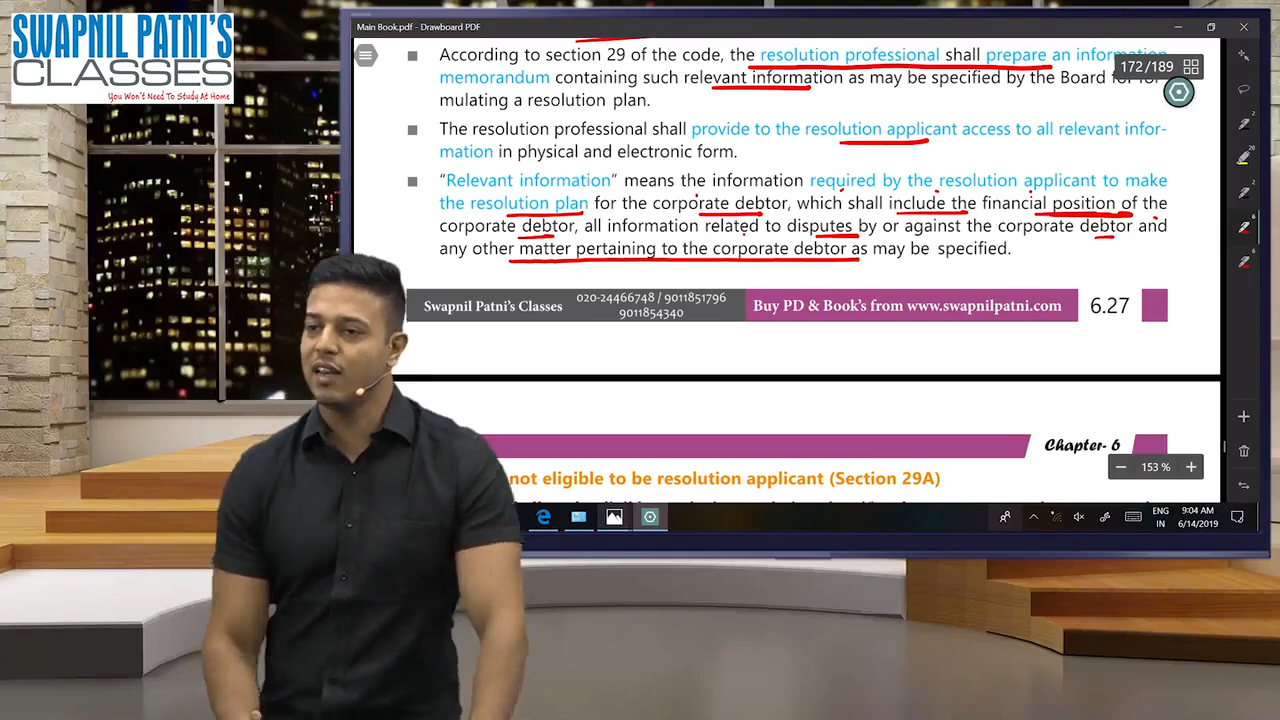 SWAPNIL PATNI'S
CLASSES
You Won't Need To Study At Home
Main Book.pdf - Drawboard PDF
172/189
■ According to section 29 of the code, the resolution professional shall prepare an information
memorandum containing such relevant information as may be specified by the Board for for-
mulating a resolution plan.
■ The resolution professional shall provide to the resolution applicant access to all relevant infor-
mation in physical and electronic form.
■ “Relevant information” means the information required by the resolution applicant to make
the resolution plan for the corporate debtor, which shall include the financial position of the
corporate debtor, all information related to disputes by or against the corporate debtor and
any other matter pertaining to the corporate debtor as may be specified.
Swapnil Patni's Classes
020-24466748 / 9011851796
9011854340
Buy PD & Book's from www.swapnilpatni.com
6.27
Chapter- 6
not eligible to be resolution applicant (Section 29A)
153 %
ENG
IN
9:04 AM
6/14/2019